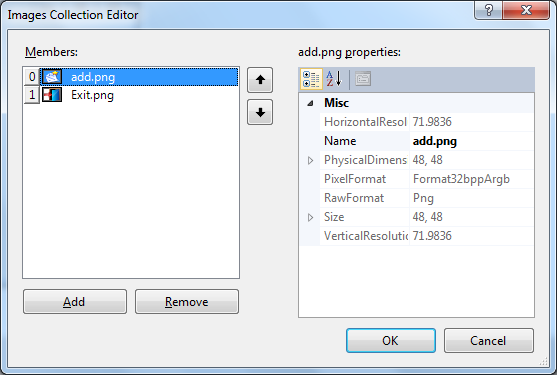 Images Collection Editor
Members:
0 add.png
1 Exit.png
Add
Remove
add.png properties:
Misc
HorizontalResol 71.9836
Name add.png
PhysicalDimens 48, 48
PixelFormat Format32bppArgb
RawFormat Png
Size 48, 48
VerticalResolutio 71.9836
OK
Cancel